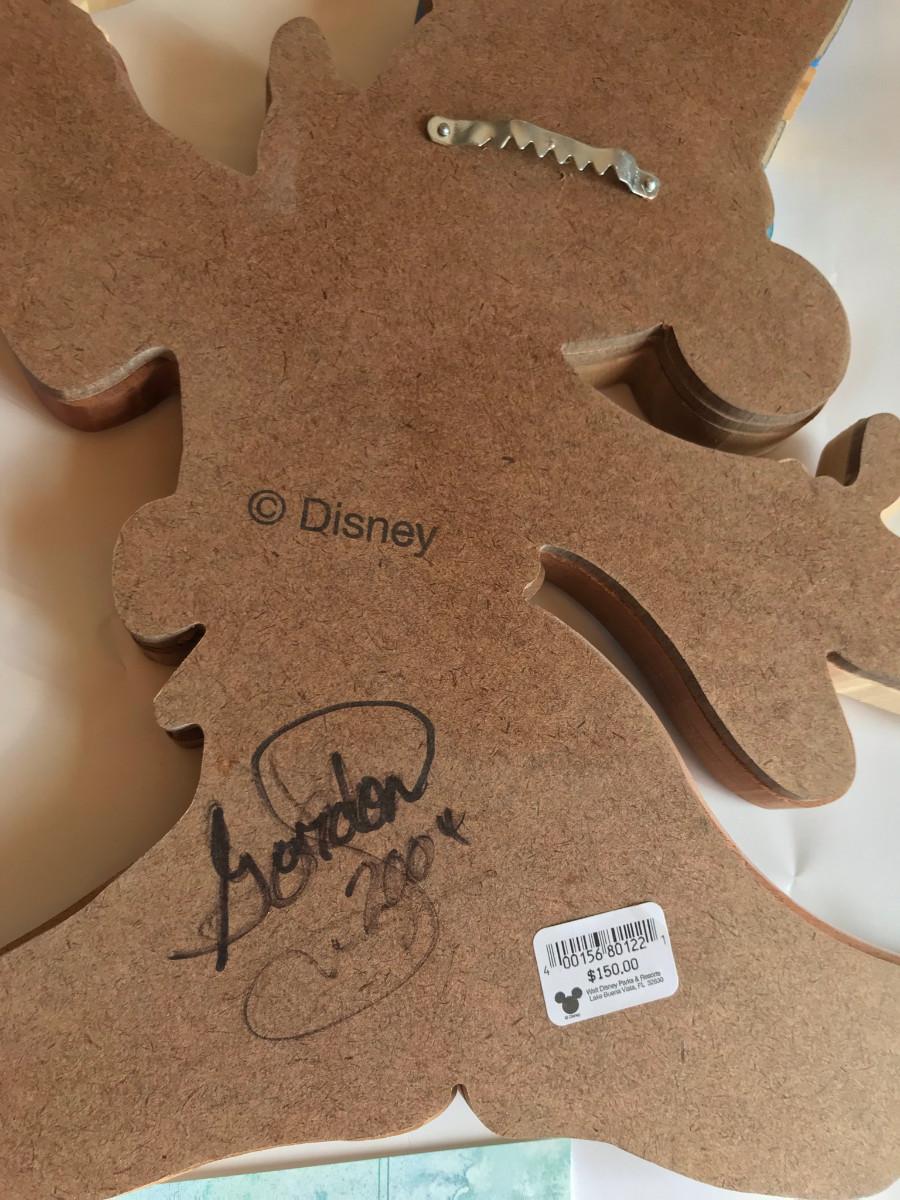 © Disney
Gordon
2004
4 00156 80122 1
$150.00
Walt Disney Parks & Resorts
Lake Buena Vista, FL 32830
© Disney